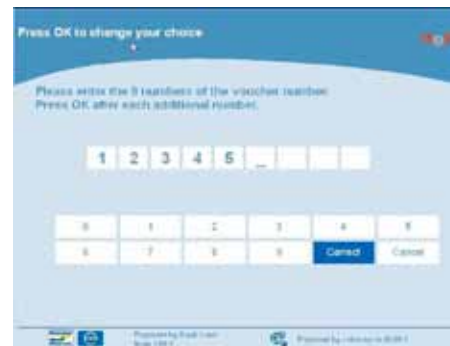 Press OK to change your choice
Please enter the 9 numbers of the voucher number
Press OK after each additional number.
1 2 3 4 5 _
0 1 2 3 4 5
6 7 8 9 Correct Cancel